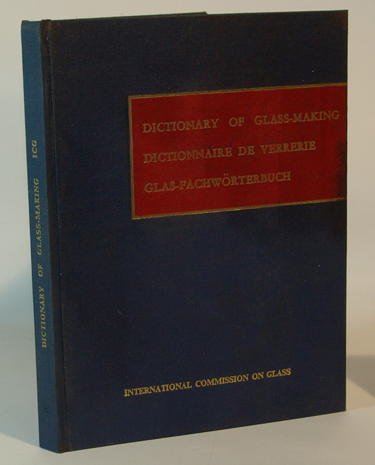 DICTIONARY OF GLASS-MAKING
DICTIONNAIRE DE VERRERIE
GLAS-FACHWÖRTERBUCH
INTERNATIONAL COMMISSION ON GLASS
DICTIONARY OF GLASS-MAKING ICG